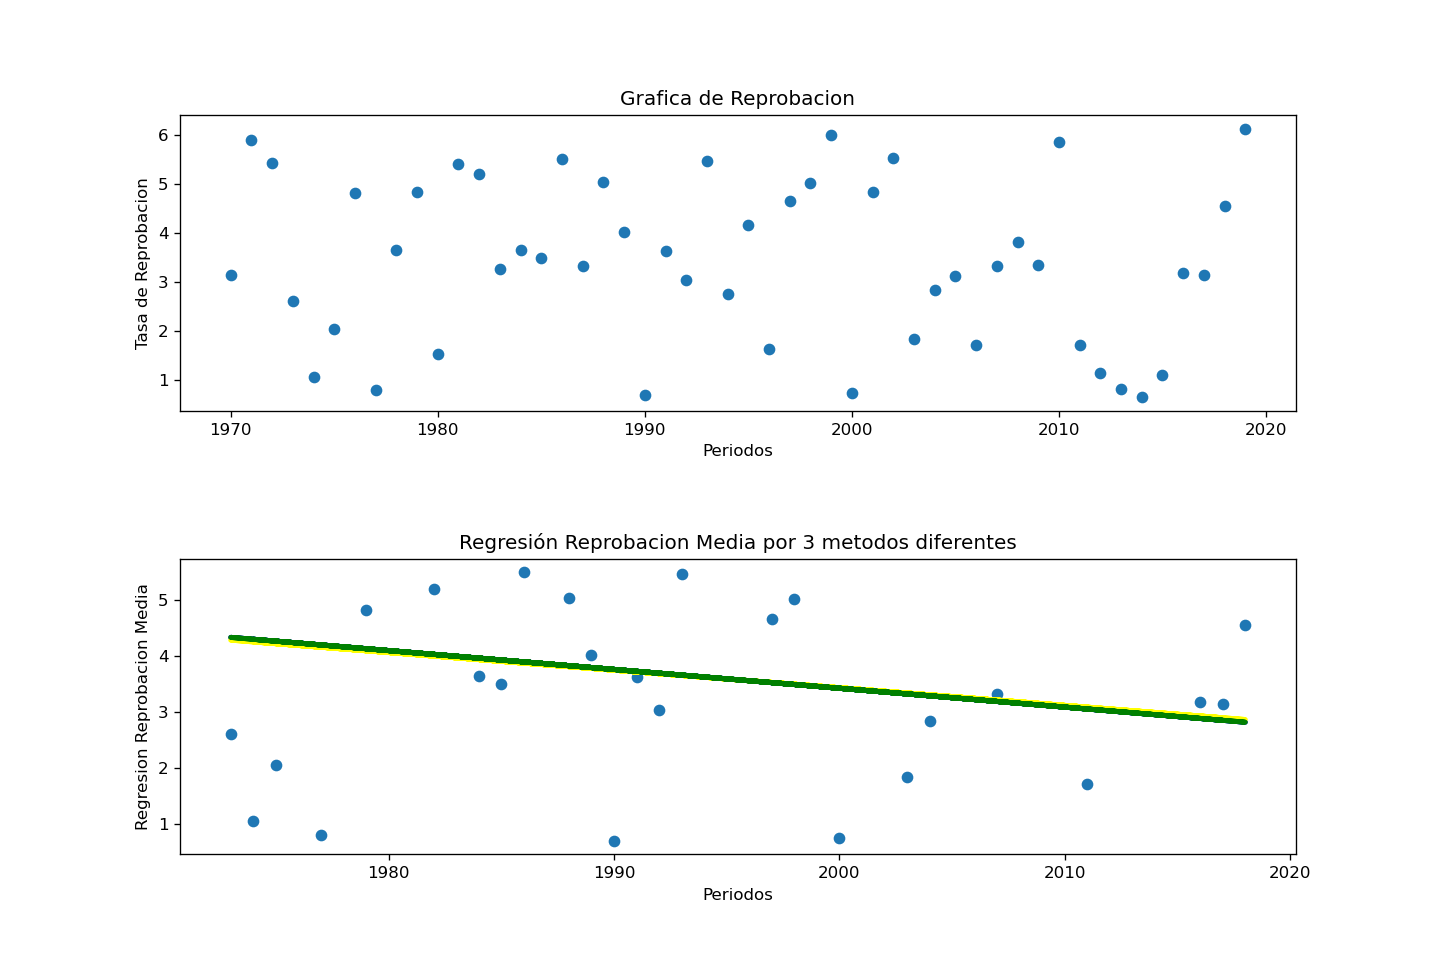 Grafica de Reprobacion
Tasa de Reprobacion
6
5
4
3
2
1
1970 1980 1990 2000 2010 2020
Periodos
Regresión Reprobacion Media por 3 metodos diferentes
Regresion Reprobacion Media
5
4
3
2
1
1980 1990 2000 2010 2020
Periodos